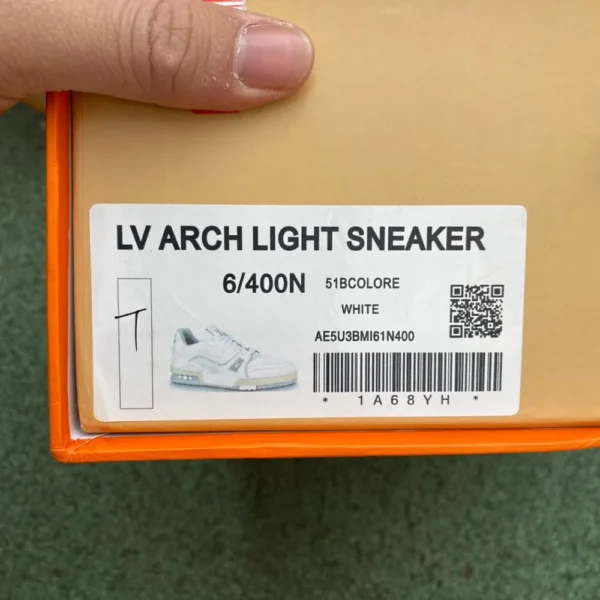 LV ARCH LIGHT SNEAKER
6/400N 51BCOLORE
WHITE
AE5U3BMI61N400
* 1A68YH *
T